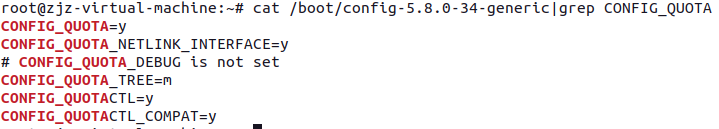 root@zjz-virtual-machine:~# cat /boot/config-5.8.0-34-generic|grep CONFIG_QUOTA
CONFIG_QUOTA=y
CONFIG_QUOTA_NETLINK_INTERFACE=y
# CONFIG_QUOTA_DEBUG is not set
CONFIG_QUOTA_TREE=m
CONFIG_QUOTACTL=y
CONFIG_QUOTACTL_COMPAT=y